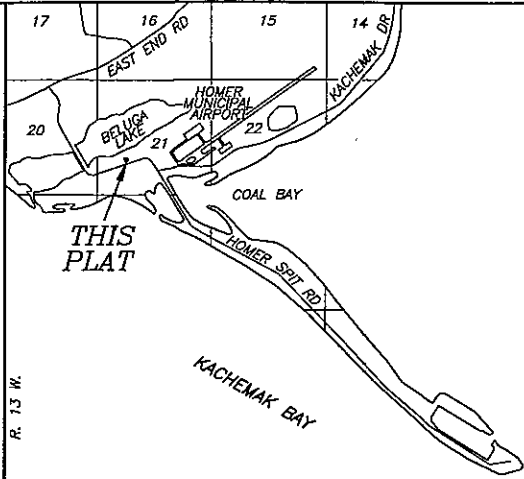 17
16
15
14
EAST END RD
KACHEMAK DR
HOMER
MUNICIPAL
AIRPORT
BELUGA
LAKE
20
21
22
COAL BAY
THIS
PLAT
HOMER SPIT RD
KACHEMAK BAY
R. 13 W.